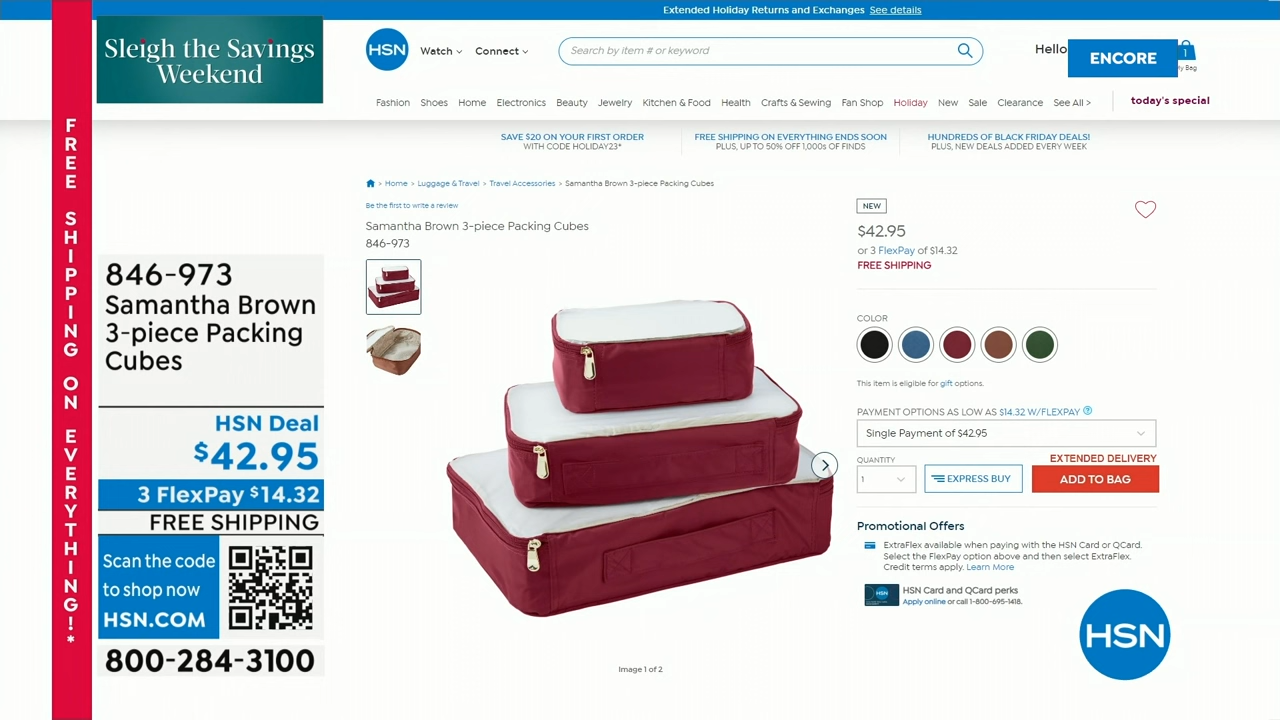 Extended Holiday Returns and Exchanges See details
Sleigh the Savings
Weekend
HSN
Watch
Connect
Search by item # or keyword
Hello
ENCORE
1
y Bag
Fashion Shoes Home Electronics Beauty Jewelry Kitchen & Food Health Crafts & Sewing Fan Shop Holiday New Sale Clearance See All >
today's special
SAVE $20 ON YOUR FIRST ORDER
WITH CODE HOLIDAY23*
FREE SHIPPING ON EVERYTHING ENDS SOON
PLUS, UP TO 50% OFF 1,000s OF FINDS
HUNDREDS OF BLACK FRIDAY DEALS!
PLUS, NEW DEALS ADDED EVERY WEEK
FREE SHIPPING ON EVERYTHING!*
> Home > Luggage & Travel > Travel Accessories > Samantha Brown 3-piece Packing Cubes
Be the first to write a review
Samantha Brown 3-piece Packing Cubes
846-973
846-973
Samantha Brown
3-piece Packing
Cubes
HSN Deal
$42.95
3 FlexPay $14.32
FREE SHIPPING
Scan the code
to shop now
HSN.COM
800-284-3100
Image 1 of 2
NEW
$42.95
or 3 FlexPay of $14.32
FREE SHIPPING
COLOR
This item is eligible for gift options.
PAYMENT OPTIONS AS LOW AS $14.32 W/FLEXPAY ?
Single Payment of $42.95
QUANTITY
1
EXTENDED DELIVERY
EXPRESS BUY
ADD TO BAG
Promotional Offers
ExtraFlex available when paying with the HSN Card or QCard.
Select the FlexPay option above and then select ExtraFlex.
Credit terms apply. Learn More
HSN
HSN Card and QCard perks
Apply online or call 1-800-695-1418.
HSN